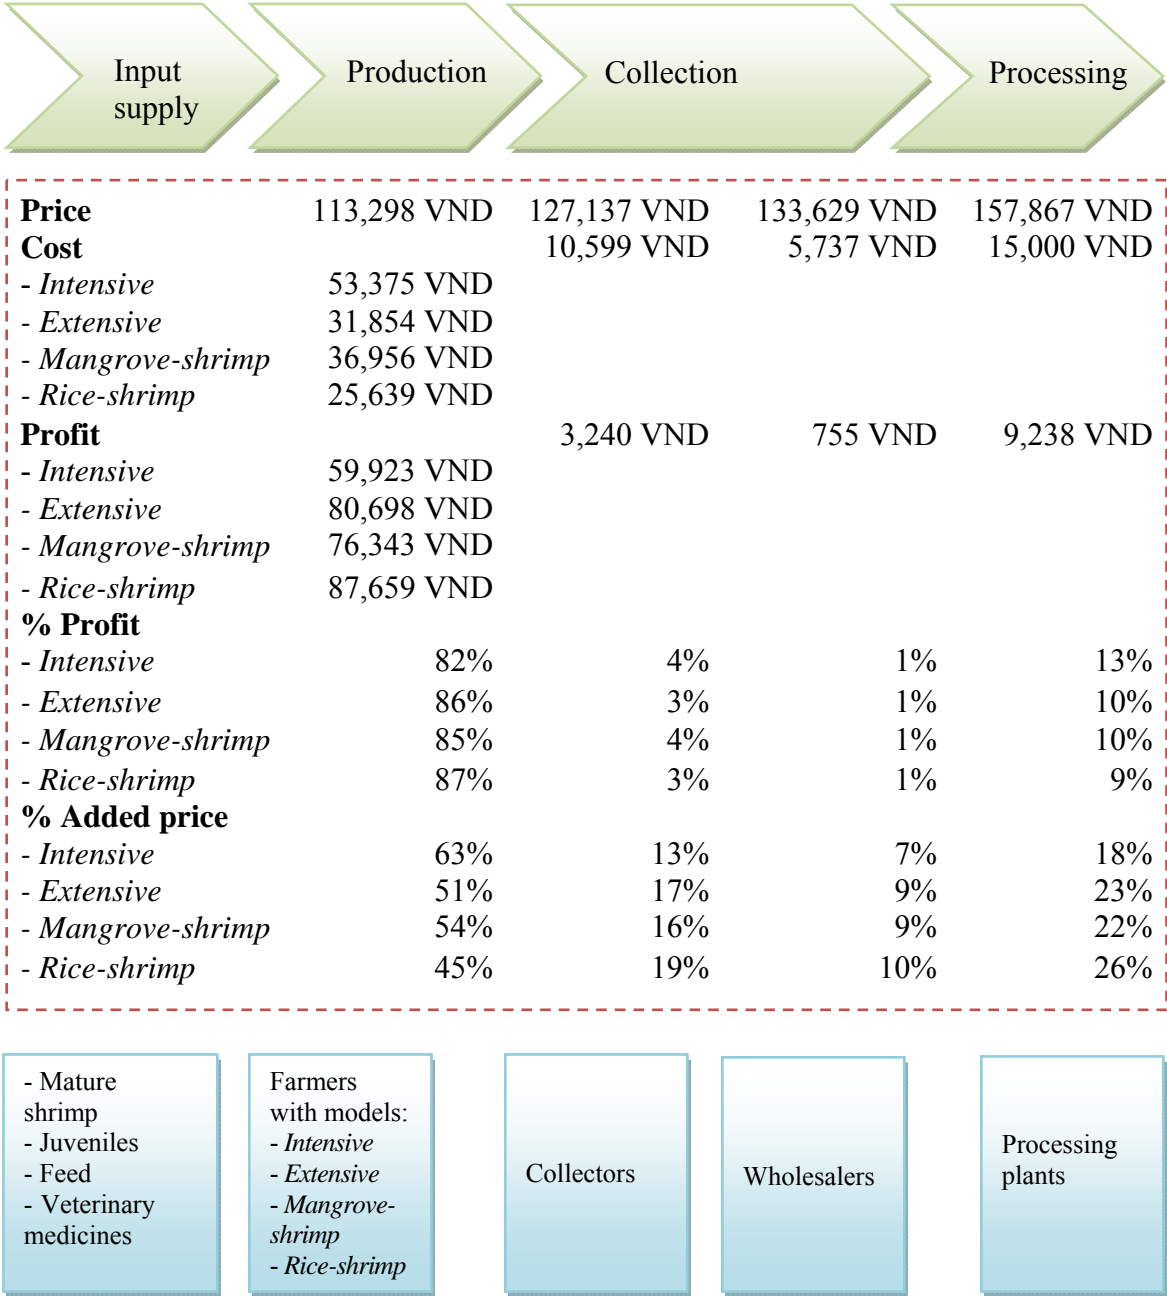 Input
supply
Production
Collection
Processing
Price 113,298 VND 127,137 VND 133,629 VND 157,867 VND
Cost 10,599 VND 5,737 VND 15,000 VND
- Intensive 53,375 VND
- Extensive 31,854 VND
- Mangrove-shrimp 36,956 VND
- Rice-shrimp 25,639 VND
Profit 3,240 VND 755 VND 9,238 VND
- Intensive 59,923 VND
- Extensive 80,698 VND
- Mangrove-shrimp 76,343 VND
- Rice-shrimp 87,659 VND
% Profit
- Intensive 82% 4% 1% 13%
- Extensive 86% 3% 1% 10%
- Mangrove-shrimp 85% 4% 1% 10%
- Rice-shrimp 87% 3% 1% 9%
% Added price
- Intensive 63% 13% 7% 18%
- Extensive 51% 17% 9% 23%
- Mangrove-shrimp 54% 16% 9% 22%
- Rice-shrimp 45% 19% 10% 26%
- Mature
shrimp
- Juveniles
- Feed
- Veterinary
medicines
Farmers
with models:
- Intensive
- Extensive
- Mangrove-
shrimp
- Rice-shrimp
Collectors
Wholesalers
Processing
plants